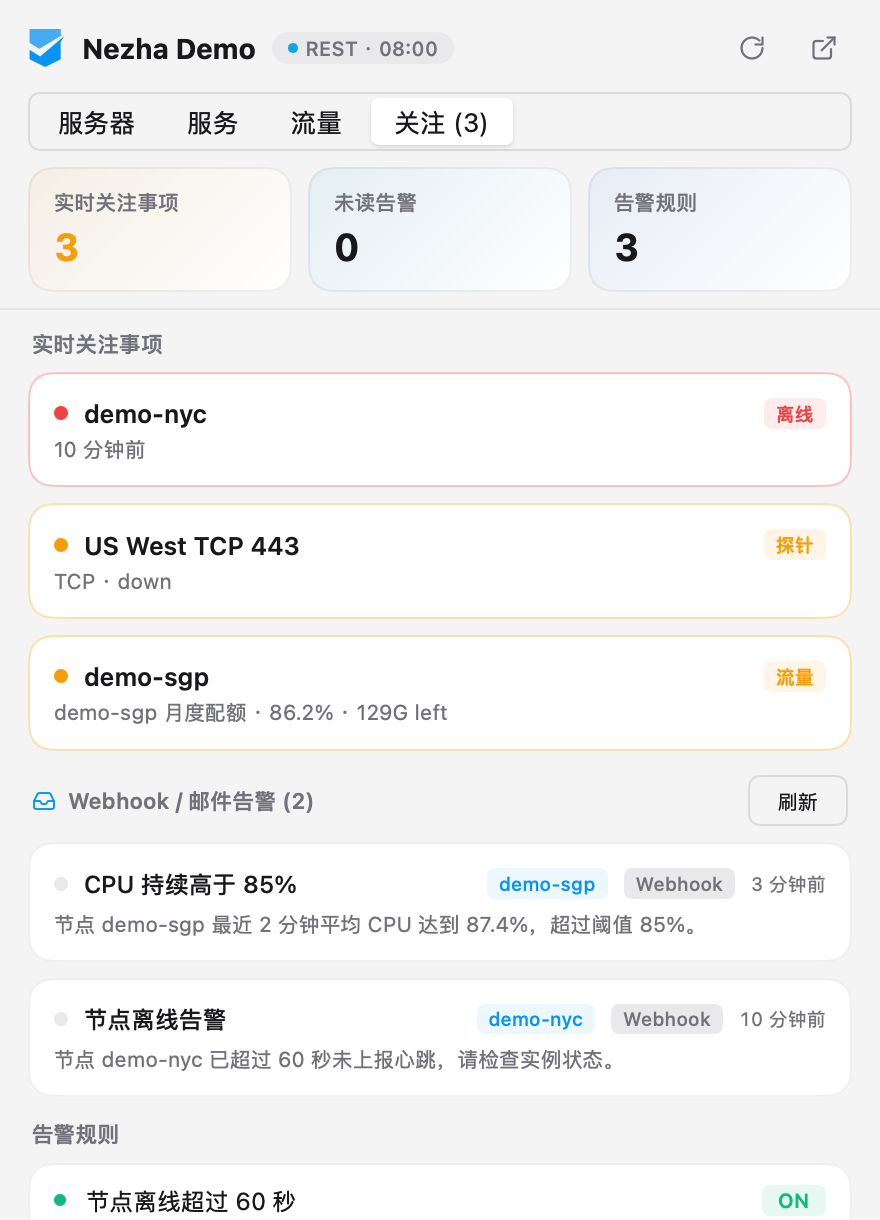 Nezha Demo REST · 08:00
服务器 服务 流量 关注 (3)
实时关注事项 未读告警 告警规则
3 0 3
实时关注事项
demo-nyc 离线
10 分钟前
US West TCP 443 探针
TCP · down
demo-sgp 流量
demo-sgp 月度配额 · 86.2% · 129G left
Webhook / 邮件告警 (2) 刷新
CPU 持续高于 85% demo-sgp Webhook 3 分钟前
节点 demo-sgp 最近 2 分钟平均 CPU 达到 87.4%，超过阈值 85%。
节点离线告警 demo-nyc Webhook 10 分钟前
节点 demo-nyc 已超过 60 秒未上报心跳，请检查实例状态。
告警规则
节点离线超过 60 秒 ON